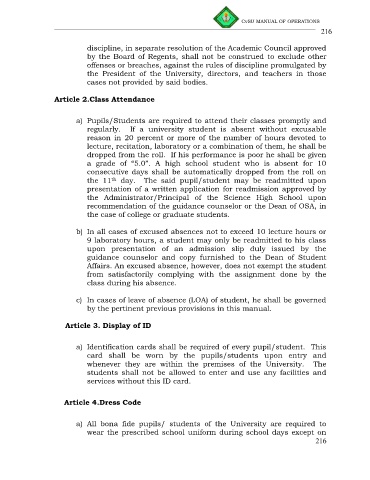 CvSU MANUAL OF OPERATIONS
216
discipline, in separate resolution of the Academic Council approved
by the Board of Regents, shall not be construed to exclude other
offenses or breaches, against the rules of discipline promulgated by
the President of the University, directors, and teachers in those
cases not provided by said bodies.
Article 2.Class Attendance
a) Pupils/Students are required to attend their classes promptly and
regularly. If a university student is absent without excusable
reason in 20 percent or more of the number of hours devoted to
lecture, recitation, laboratory or a combination of them, he shall be
dropped from the roll. If his performance is poor he shall be given
a grade of “5.0”. A high school student who is absent for 10
consecutive days shall be automatically dropped from the roll on
the 11th day. The said pupil/student may be readmitted upon
presentation of a written application for readmission approved by
the Administrator/Principal of the Science High School upon
recommendation of the guidance counselor or the Dean of OSA, in
the case of college or graduate students.
b) In all cases of excused absences not to exceed 10 lecture hours or
9 laboratory hours, a student may only be readmitted to his class
upon presentation of an admission slip duly issued by the
guidance counselor and copy furnished to the Dean of Student
Affairs. An excused absence, however, does not exempt the student
from satisfactorily complying with the assignment done by the
class during his absence.
c) In cases of leave of absence (LOA) of student, he shall be governed
by the pertinent previous provisions in this manual.
Article 3. Display of ID
a) Identification cards shall be required of every pupil/student. This
card shall be worn by the pupils/students upon entry and
whenever they are within the premises of the University. The
students shall not be allowed to enter and use any facilities and
services without this ID card.
Article 4.Dress Code
a) All bona fide pupils/ students of the University are required to
wear the prescribed school uniform during school days except on
216